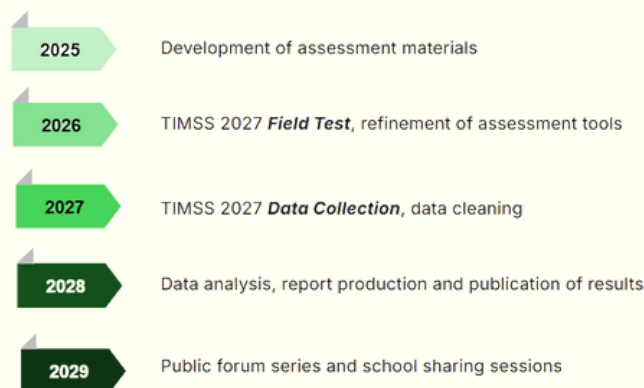 2025 Development of assessment materials
2026 TIMSS 2027 Field Test, refinement of assessment tools
2027 TIMSS 2027 Data Collection, data cleaning
2028 Data analysis, report production and publication of results
2029 Public forum series and school sharing sessions